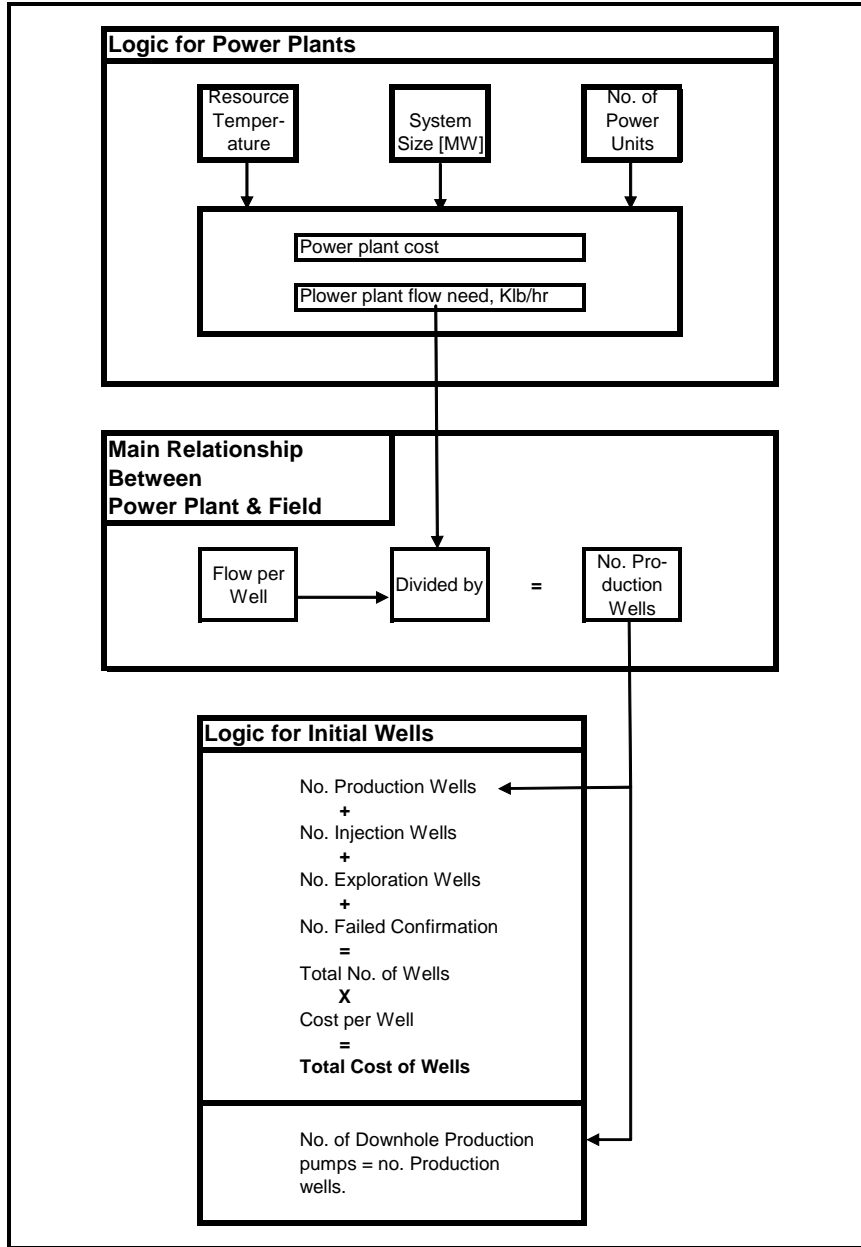 Logic for Power Plants
Resource
Temper-
ature
System
Size [MW]
No. of
Power
Units
Power plant cost
Plower plant flow need, Klb/hr
Main Relationship
Between
Power Plant & Field
Flow per
Well
Divided by
=
No. Pro-
duction
Wells
Logic for Initial Wells
No. Production Wells
+
No. Injection Wells
+
No. Exploration Wells
+
No. Failed Confirmation
=
Total No. of Wells
X
Cost per Well
=
Total Cost of Wells
No. of Downhole Production
pumps = no. Production
wells.